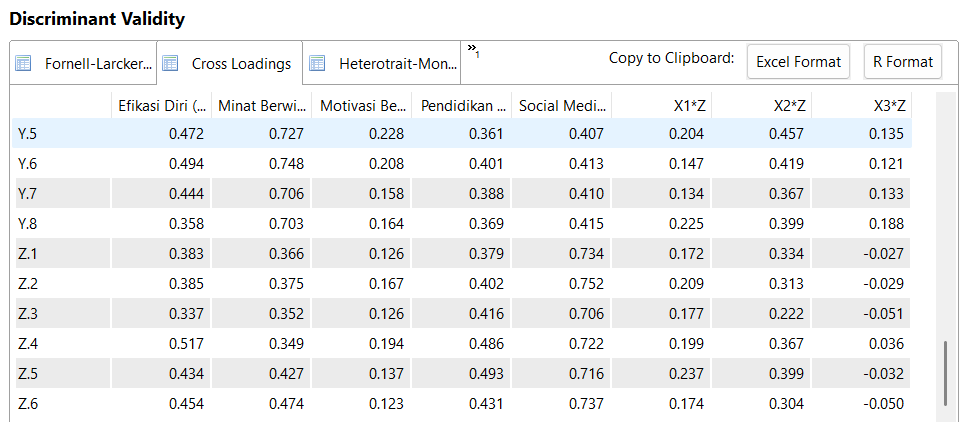 Discriminant Validity
Fornell-Larcker... Cross Loadings Heterotrait-Mon... »1 Copy to Clipboard: Excel Format R Format
Efikasi Diri (... Minat Berwi... Motivasi Be... Pendidikan ... Social Medi... X1*Z X2*Z X3*Z
Y.5 0.472 0.727 0.228 0.361 0.407 0.204 0.457 0.135
Y.6 0.494 0.748 0.208 0.401 0.413 0.147 0.419 0.121
Y.7 0.444 0.706 0.158 0.388 0.410 0.134 0.367 0.133
Y.8 0.358 0.703 0.164 0.369 0.415 0.225 0.399 0.188
Z.1 0.383 0.366 0.126 0.379 0.734 0.172 0.334 -0.027
Z.2 0.385 0.375 0.167 0.402 0.752 0.209 0.313 -0.029
Z.3 0.337 0.352 0.126 0.416 0.706 0.177 0.222 -0.051
Z.4 0.517 0.349 0.194 0.486 0.722 0.199 0.367 0.036
Z.5 0.434 0.427 0.137 0.493 0.716 0.237 0.399 -0.032
Z.6 0.454 0.474 0.123 0.431 0.737 0.174 0.304 -0.050